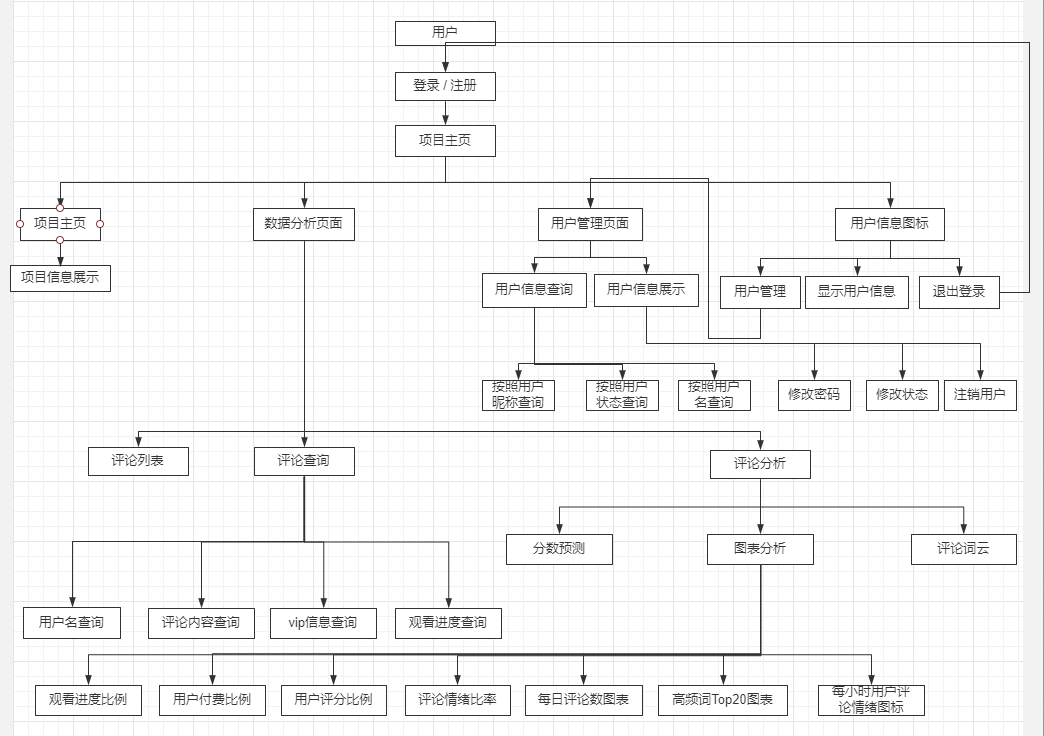 用户
登录 / 注册
项目主页
项目主页
数据分析页面
用户管理页面
用户信息图标
项目信息展示
用户信息查询
用户信息展示
用户管理
显示用户信息
退出登录
按照用户
昵称查询
按照用户
状态查询
按照用户
名查询
修改密码
修改状态
注销用户
评论列表
评论查询
评论分析
分数预测
图表分析
评论词云
用户名查询
评论内容查询
vip信息查询
观看进度查询
观看进度比例
用户付费比例
用户评分比例
评论情绪比率
每日评论数图表
高频词Top20图表
每小时用户评
论情绪图标